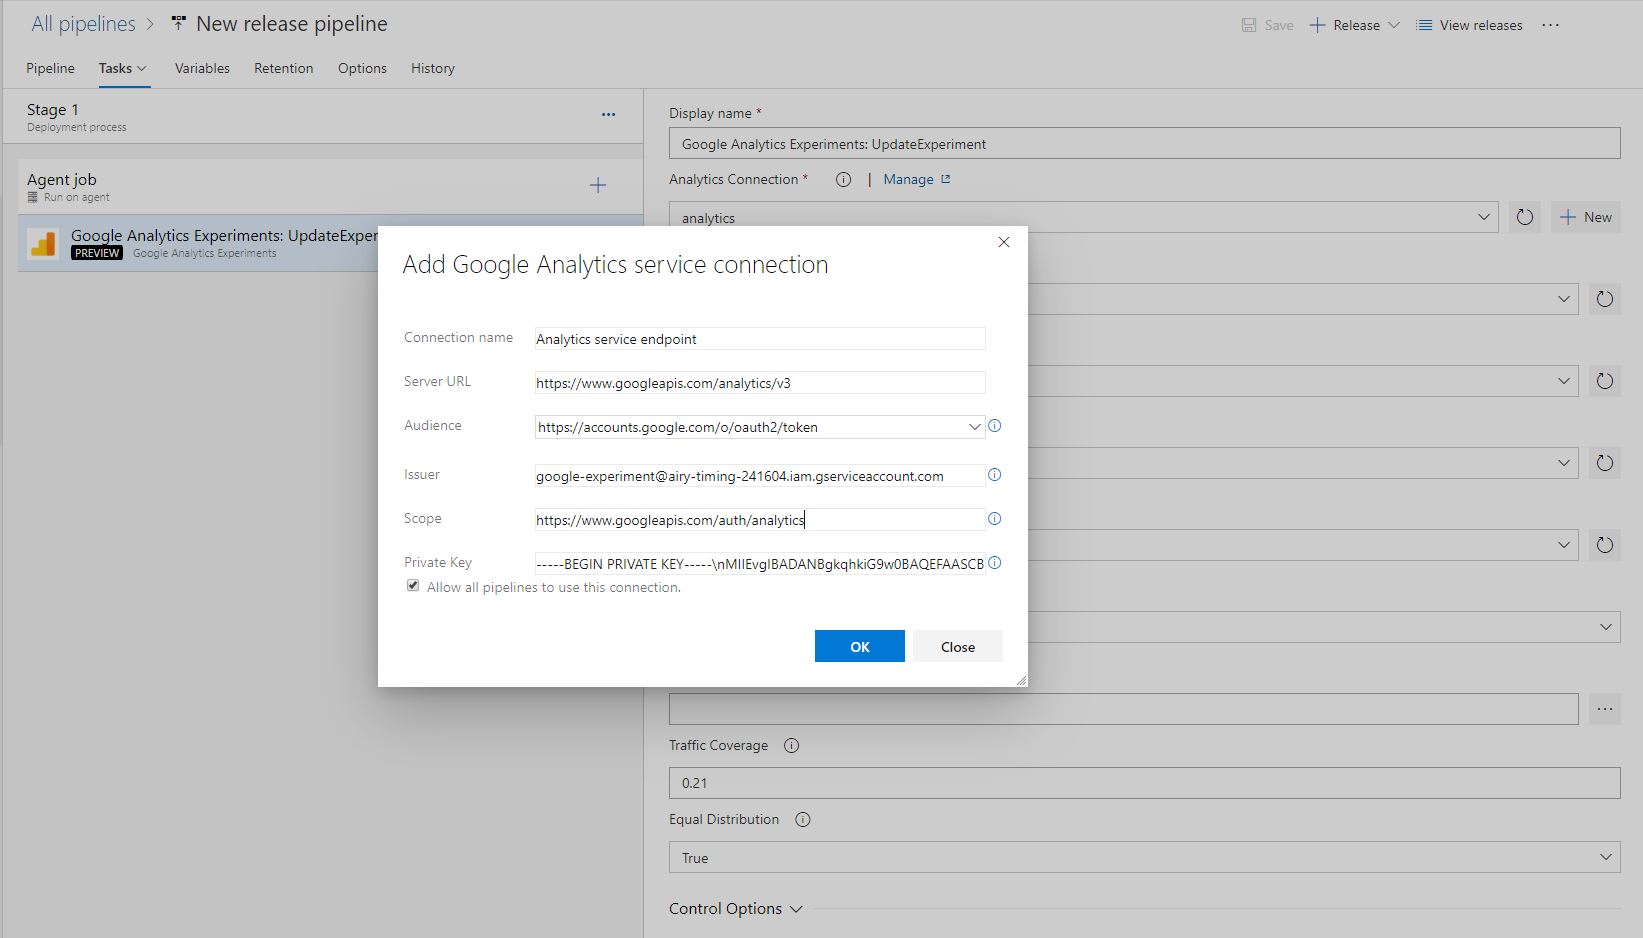 All pipelines > New release pipeline
Save + Release View releases ...
Pipeline Tasks Variables Retention Options History
Stage 1
Deployment process
...
Agent job
Run on agent
Google Analytics Experiments: UpdateExper
PREVIEW Google Analytics Experiments
Display name *
Google Analytics Experiments: UpdateExperiment
Analytics Connection * | Manage
analytics
+ New
Add Google Analytics service connection
Connection name Analytics service endpoint
Server URL https://www.googleapis.com/analytics/v3
Audience https://accounts.google.com/o/oauth2/token
Issuer google-experiment@airy-timing-241604.iam.gserviceaccount.com
Scope https://www.googleapis.com/auth/analytics
Private Key -----BEGIN PRIVATE KEY-----\nMIIEvgIBADANBgkqhkiG9w0BAQEFAASCB
Allow all pipelines to use this connection.
OK Close
...
Traffic Coverage
0.21
Equal Distribution
True
Control Options